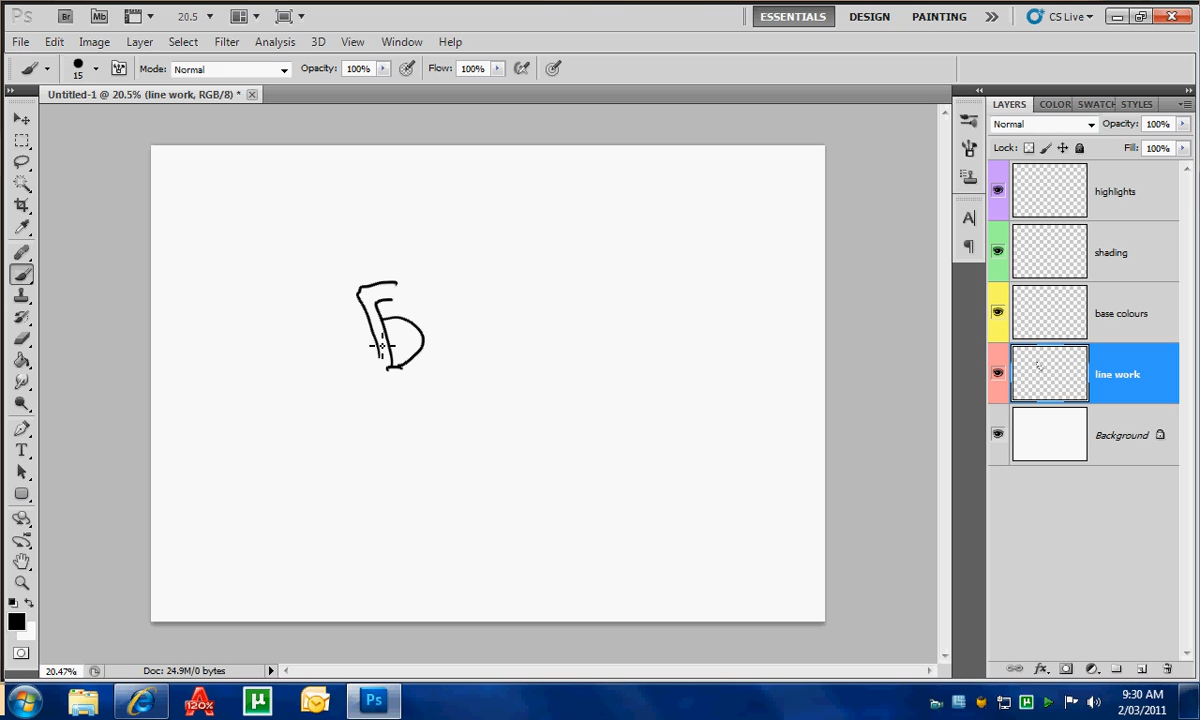 Ps Br Mb 20.5 ESSENTIALS DESIGN PAINTING CS Live
File Edit Image Layer Select Filter Analysis 3D View Window Help
15 Mode: Normal Opacity: 100% Flow: 100%
Untitled-1 @ 20.5% (line work, RGB/8) *
LAYERS COLOR SWATCH STYLES
Normal Opacity: 100%
Lock: Fill: 100%
highlights
shading
base colours
line work
Background
20.47% Doc: 24.9M/0 bytes
120% Ps
9:30 AM
2/03/2011